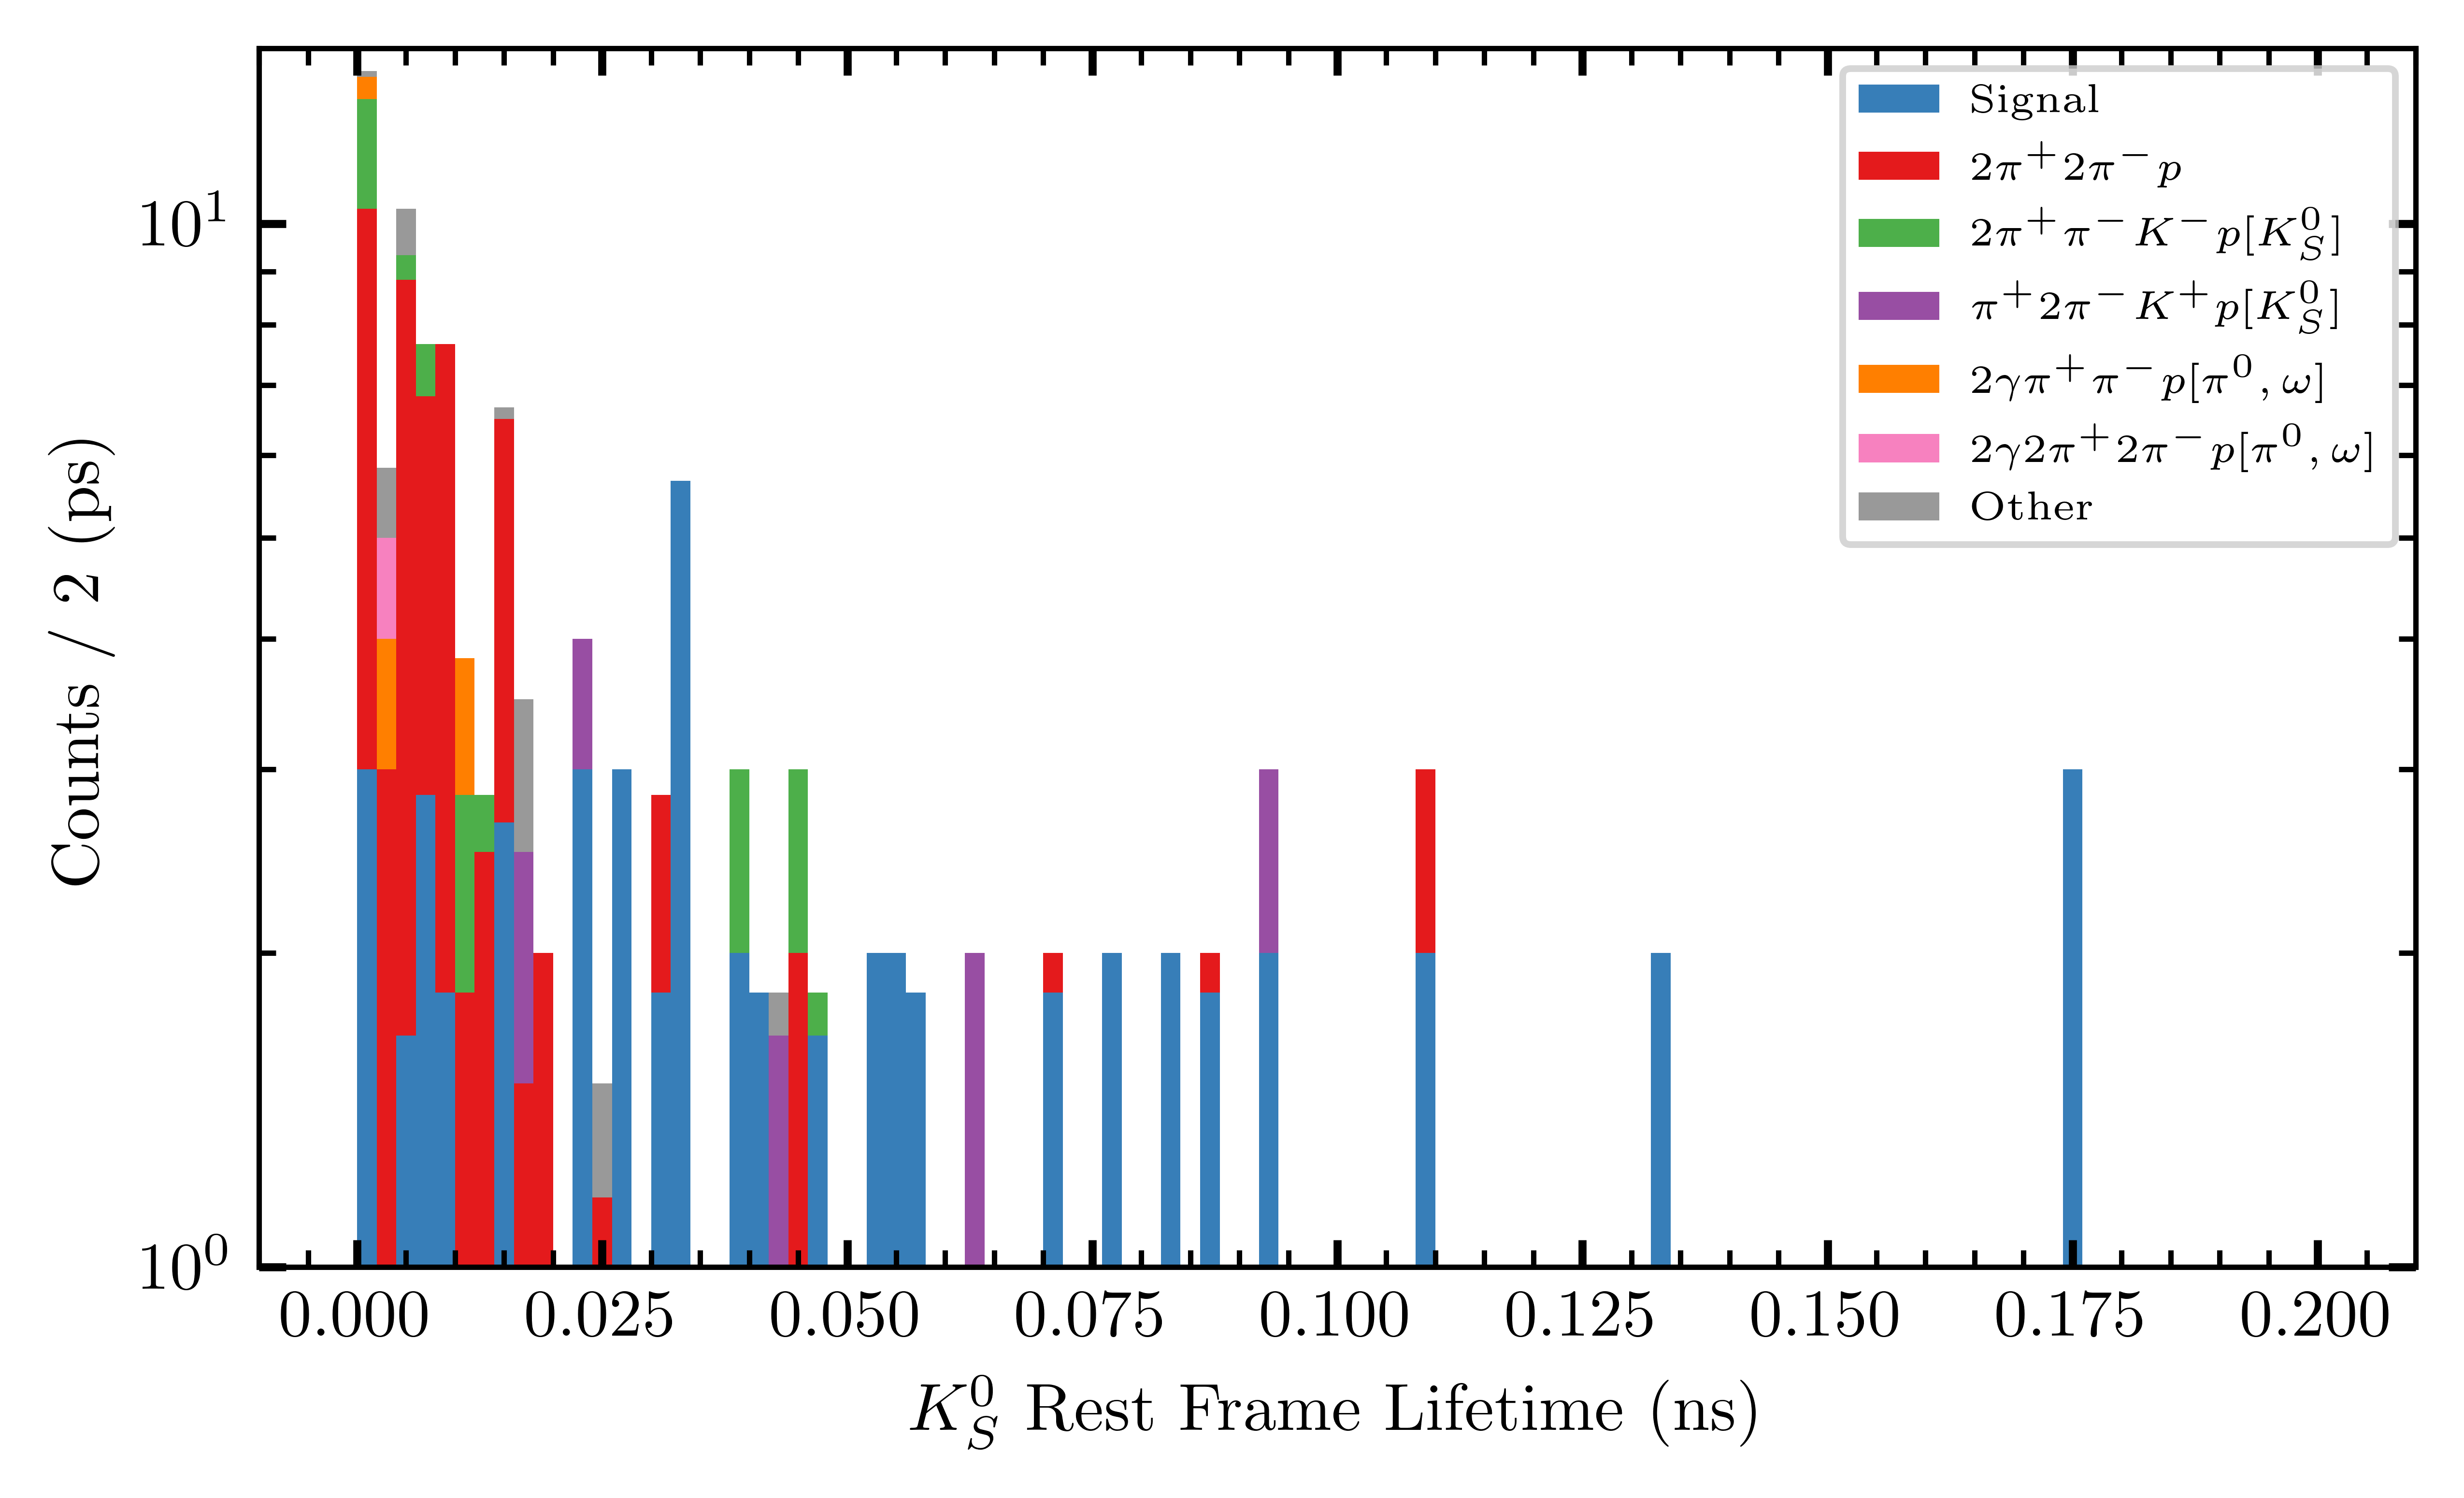 Counts / 2 (ps)
10¹
10⁰
Signal
2π⁺2π⁻p
2π⁺π⁻K⁻p[K⁰_S]
π⁺2π⁻K⁺p[K⁰_S]
2γπ⁺π⁻p[π⁰, ω]
2γ2π⁺2π⁻p[π⁰, ω]
Other
0.000 0.025 0.050 0.075 0.100 0.125 0.150 0.175 0.200
K⁰_S Rest Frame Lifetime (ns)